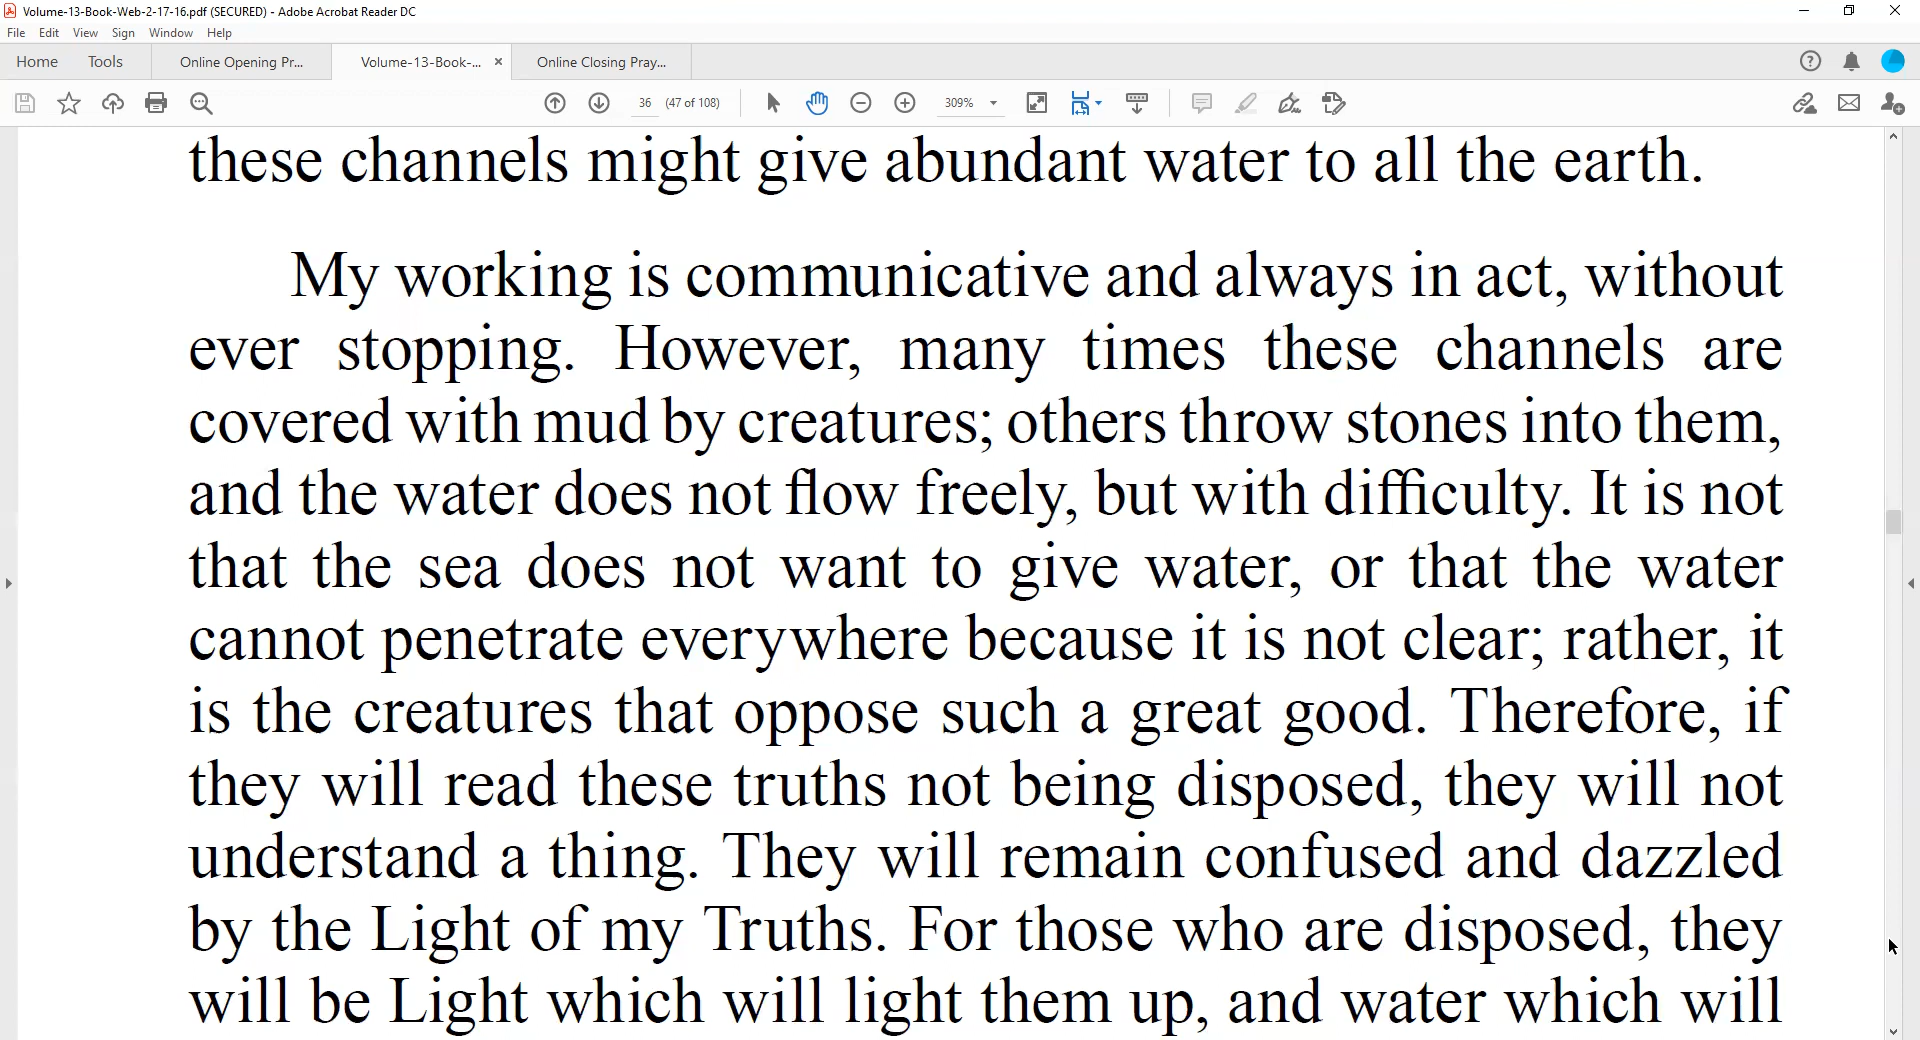 Volume-13-Book-Web-2-17-16.pdf (SECURED) - Adobe Acrobat Reader DC
File Edit View Sign Window Help
Home Tools Online Opening Pr... Volume-13-Book-... × Online Closing Pray...
36 (47 of 108) 309%
these channels might give abundant water to all the earth.
My working is communicative and always in act, without
ever stopping. However, many times these channels are
covered with mud by creatures; others throw stones into them,
and the water does not flow freely, but with difficulty. It is not
that the sea does not want to give water, or that the water
cannot penetrate everywhere because it is not clear; rather, it
is the creatures that oppose such a great good. Therefore, if
they will read these truths not being disposed, they will not
understand a thing. They will remain confused and dazzled
by the Light of my Truths. For those who are disposed, they
will be Light which will light them up, and water which will